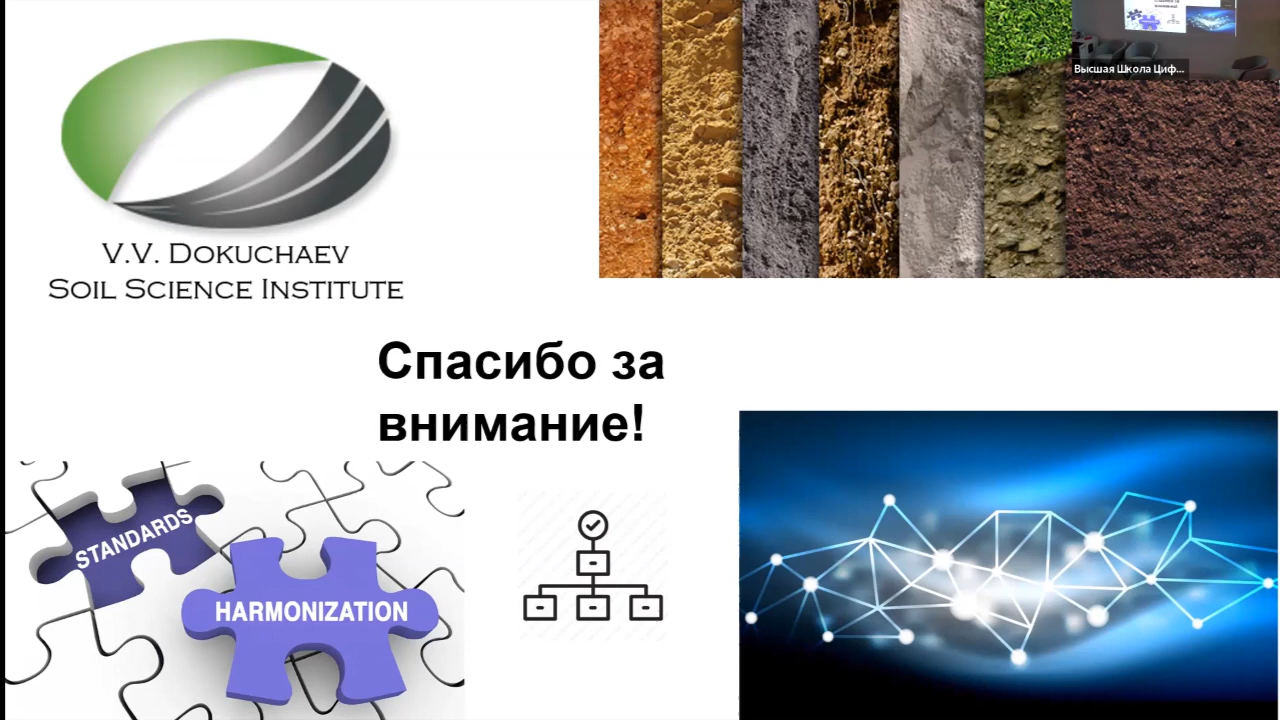 V.V. Dokuchaev
Soil Science Institute
Высшая Школа Циф...
Спасибо за
внимание!
STANDARDS
HARMONIZATION